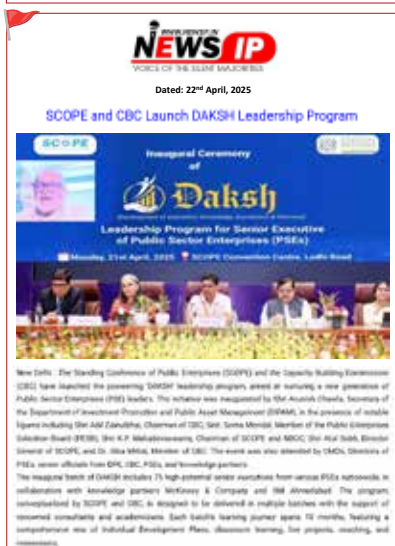 NEWS IP
VOICE OF THE SILENT MAJORITIES
Dated: 22nd April, 2025
SCOPE and CBC Launch DAKSH Leadership Program
SCOPE
Inaugural Ceremony
of
Daksh
Leadership Program for Senior Executive
of Public Sector Enterprises (PSEs)
Monday, 21st April, 2025 SCOPE Convention Centre, Lodhi Road
New Delhi : The Standing Conference of Public Enterprises (SCOPE) and the Capacity Building Commission
(CBC) have launched the pioneering 'DAKSH' leadership program, aimed at nurturing a new generation of
Public Sector Enterprises (PSE) leaders. The initiative was inaugurated by Shri Arunish Chawla, Secretary of
the Department of Investment Promotion and Public Asset Management (DIPAM), in the presence of notable
figures including Shri Adil Zainulbhai, Chairman of CBC, Smt. Soma Mondal, Member of the Public Enterprises
Selection Board (PESB), Shri K.P. Mahadevaswamy, Chairman of SCOPE and NBCC, Shri Atul Sobti, Director
General of SCOPE, and Dr. Alka Mittal, Member of CBC. The event was also attended by CMDs, Directors of
PSEs, senior officials from DPE, CBC, PSEs, and knowledge partners.
The inaugural batch of DAKSH includes 75 high-potential senior executives from various PSEs nationwide, in
collaboration with knowledge partners McKinsey & Company and IIM Ahmedabad. The program,
conceptualized by SCOPE and CBC, is designed to be delivered in multiple batches with the support of
renowned consultants and academicians. Each batch's learning journey spans 10 months, featuring a
comprehensive mix of Individual Development Plans, classroom learning, live projects, coaching, and